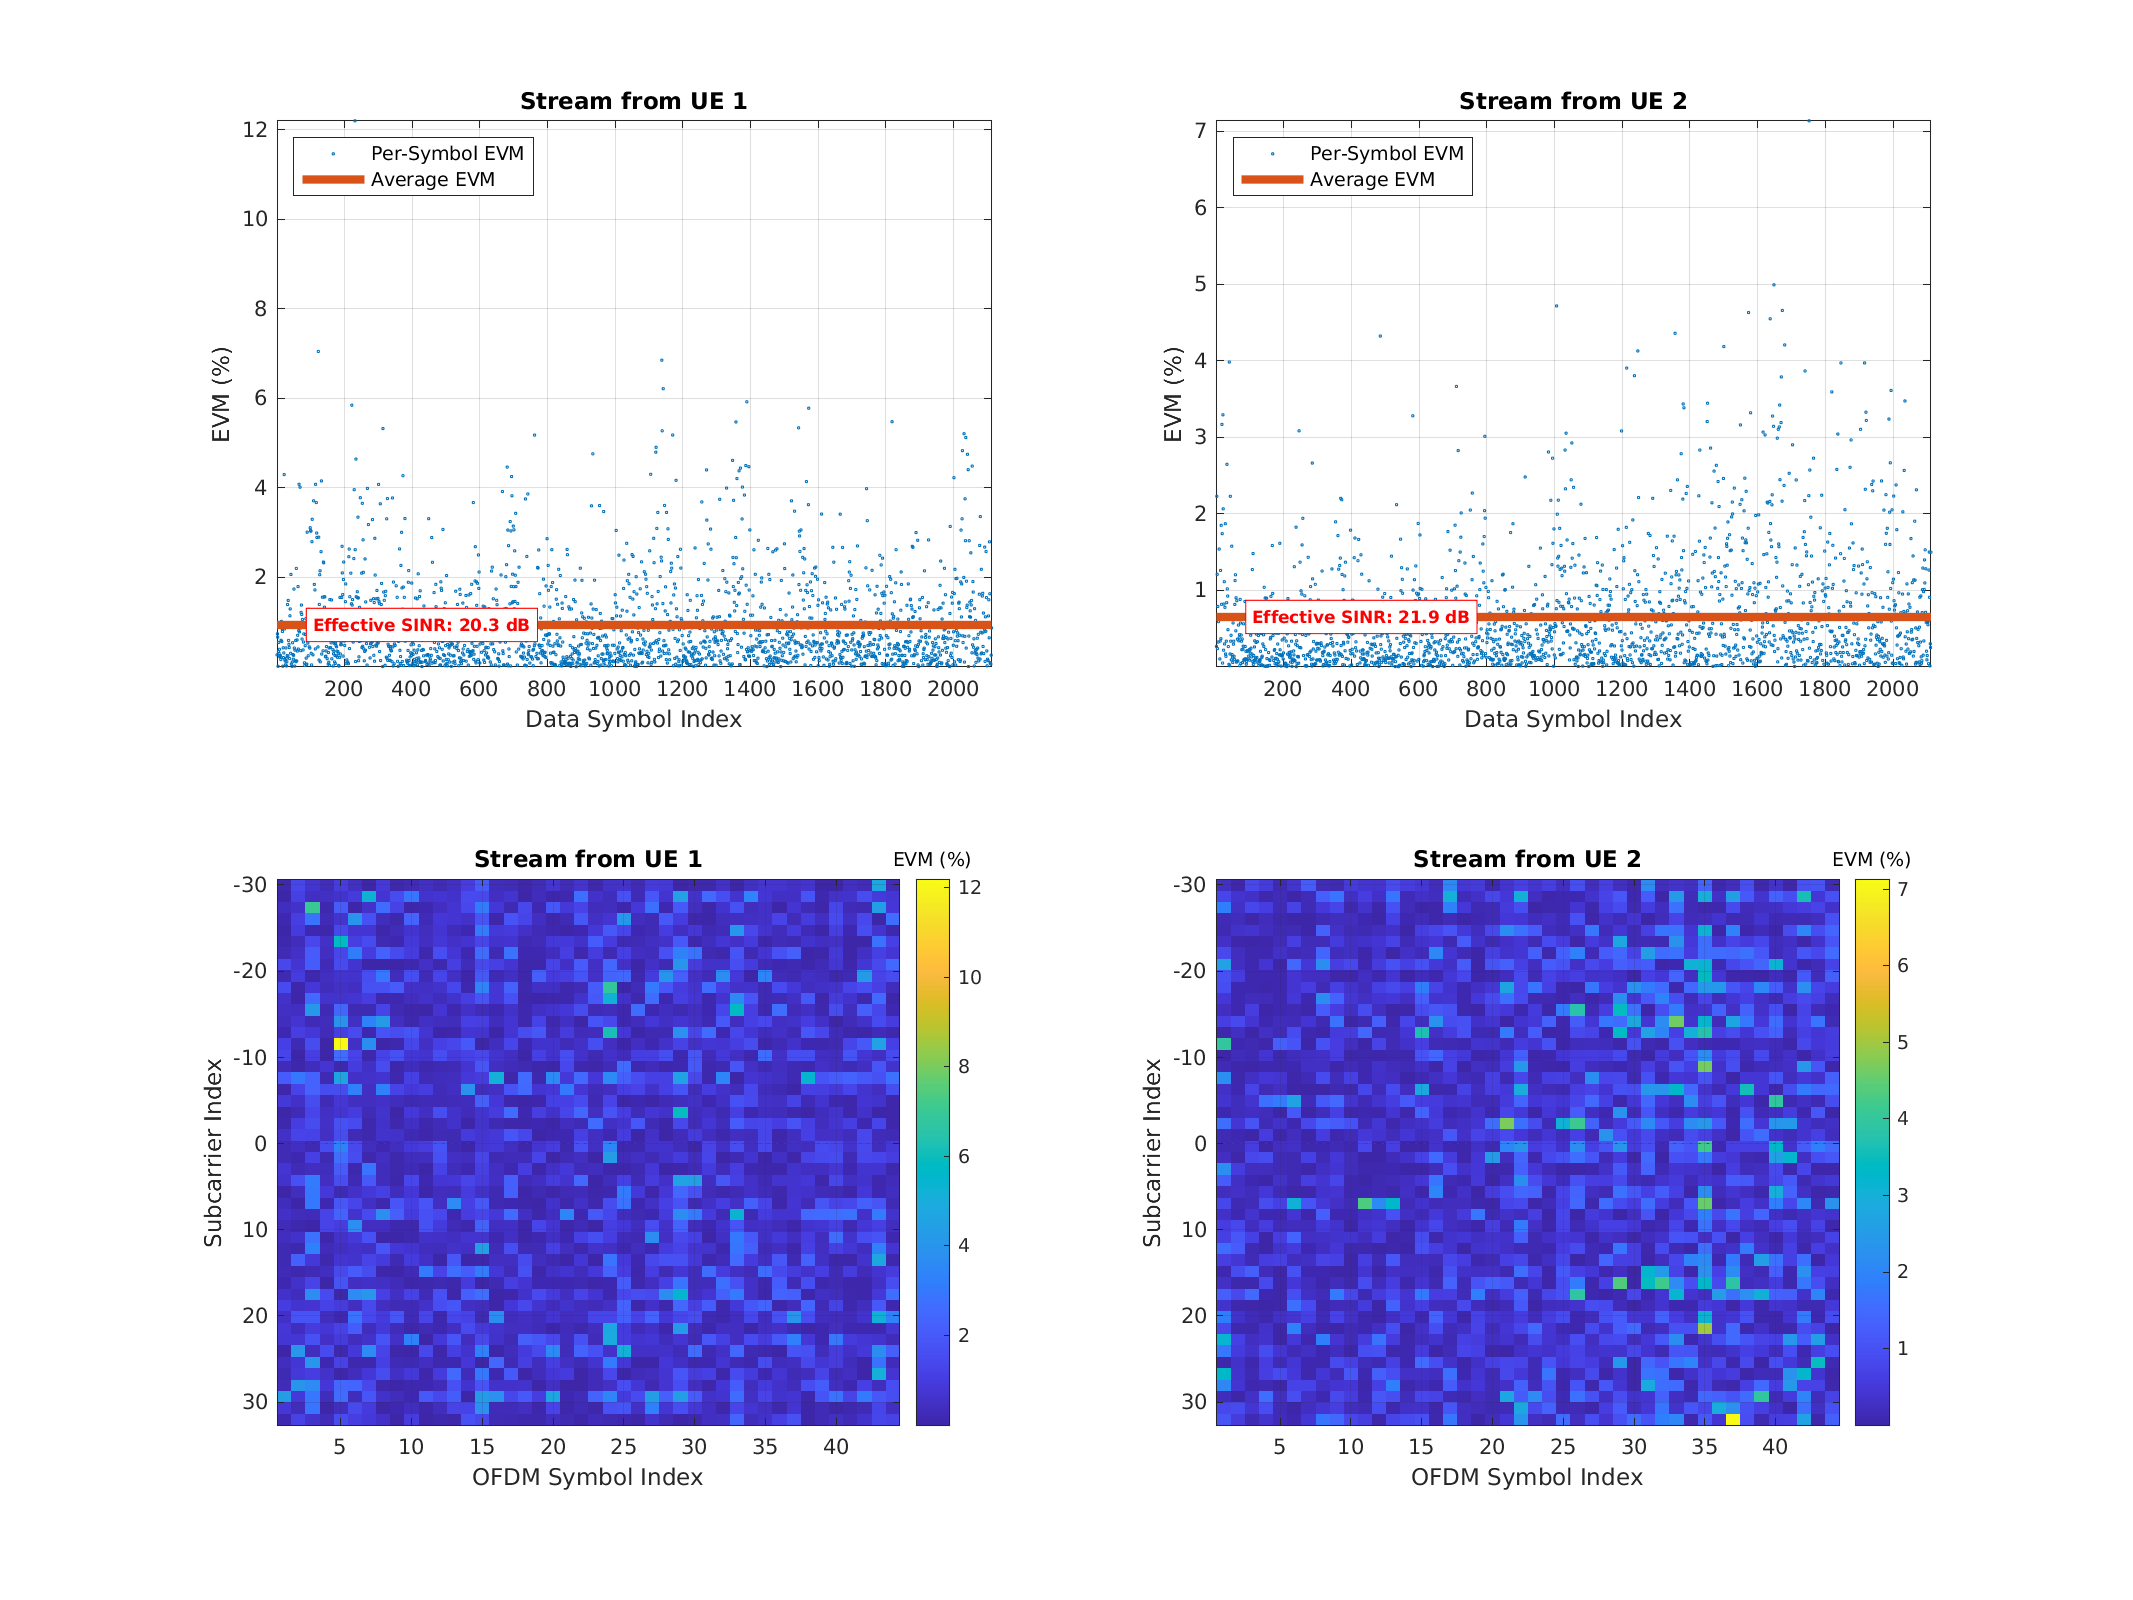 Stream from UE 1
12
10
8
6
4
2
EVM (%)
Per-Symbol EVM
Average EVM
Effective SINR: 20.3 dB
200 400 600 800 1000 1200 1400 1600 1800 2000
Data Symbol Index
Stream from UE 2
7
6
5
4
3
2
1
EVM (%)
Per-Symbol EVM
Average EVM
Effective SINR: 21.9 dB
200 400 600 800 1000 1200 1400 1600 1800 2000
Data Symbol Index
Stream from UE 1
EVM (%)
-30
-20
-10
0
10
20
30
Subcarrier Index
5 10 15 20 25 30 35 40
OFDM Symbol Index
12
10
8
6
4
2
Stream from UE 2
EVM (%)
-30
-20
-10
0
10
20
30
Subcarrier Index
5 10 15 20 25 30 35 40
OFDM Symbol Index
7
6
5
4
3
2
1